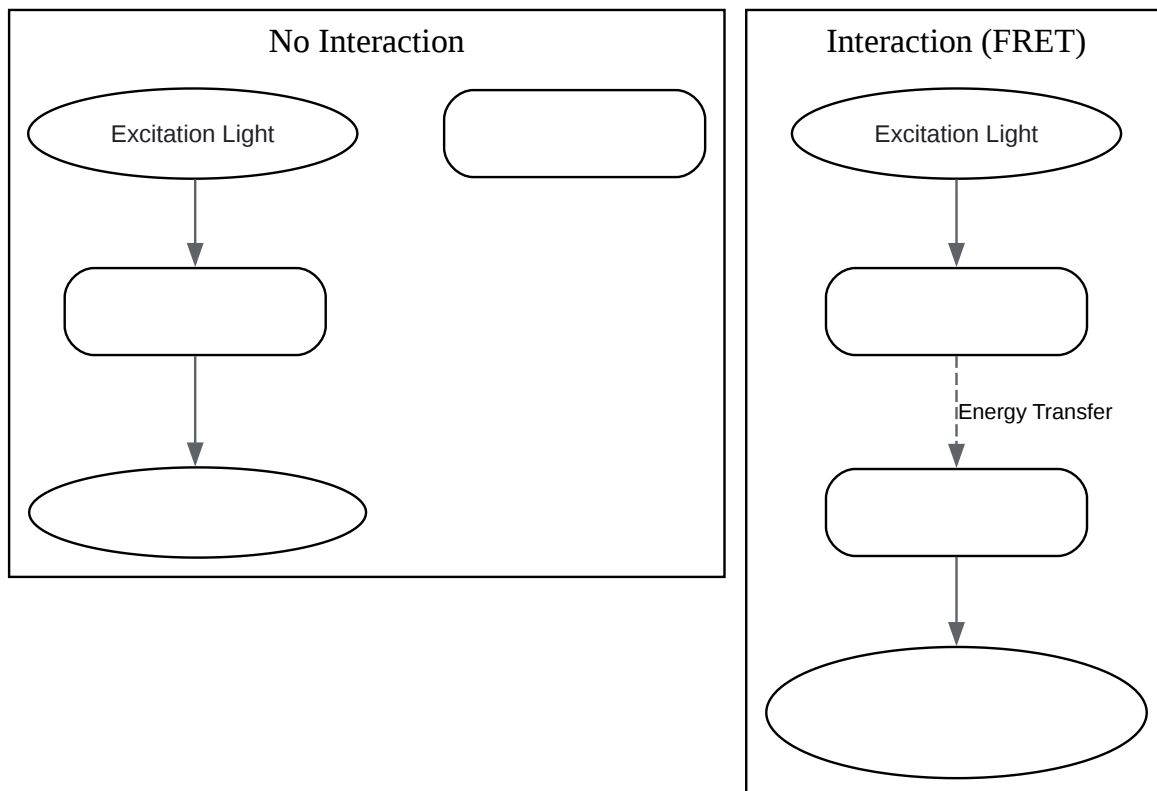 No Interaction
Excitation Light
Interaction (FRET)
Excitation Light
Energy Transfer